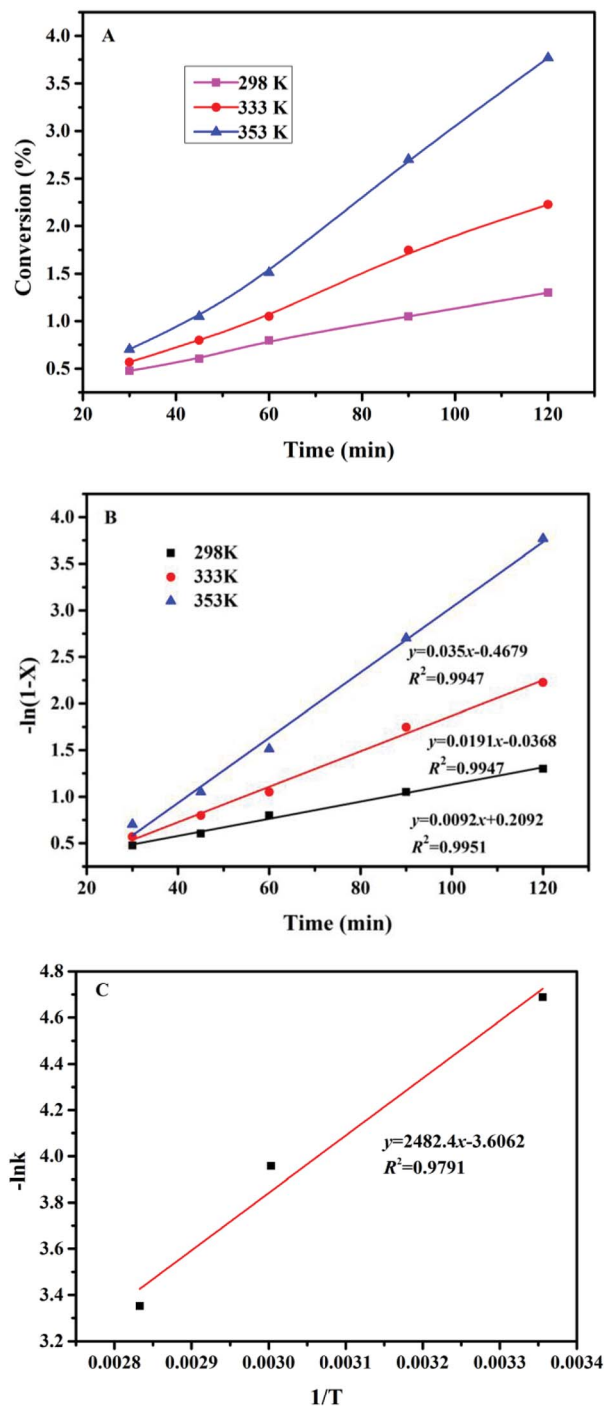 A
298 K
333 K
353 K
4.0
3.5
3.0
2.5
2.0
1.5
1.0
0.5
Conversion (%)
20 40 60 80 100 120
Time (min)
B
298K
333K
353K
4.0
3.5
3.0
2.5
2.0
1.5
1.0
0.5
-ln(1-X)
y=0.035x-0.4679
R²=0.9947
y=0.0191x-0.0368
R²=0.9947
y=0.0092x+0.2092
R²=0.9951
20 40 60 80 100 120
Time (min)
C
4.8
4.6
4.4
4.2
4.0
3.8
3.6
3.4
3.2
-lnk
y=2482.4x-3.6062
R²=0.9791
0.0028 0.0029 0.0030 0.0031 0.0032 0.0033 0.0034
1/T